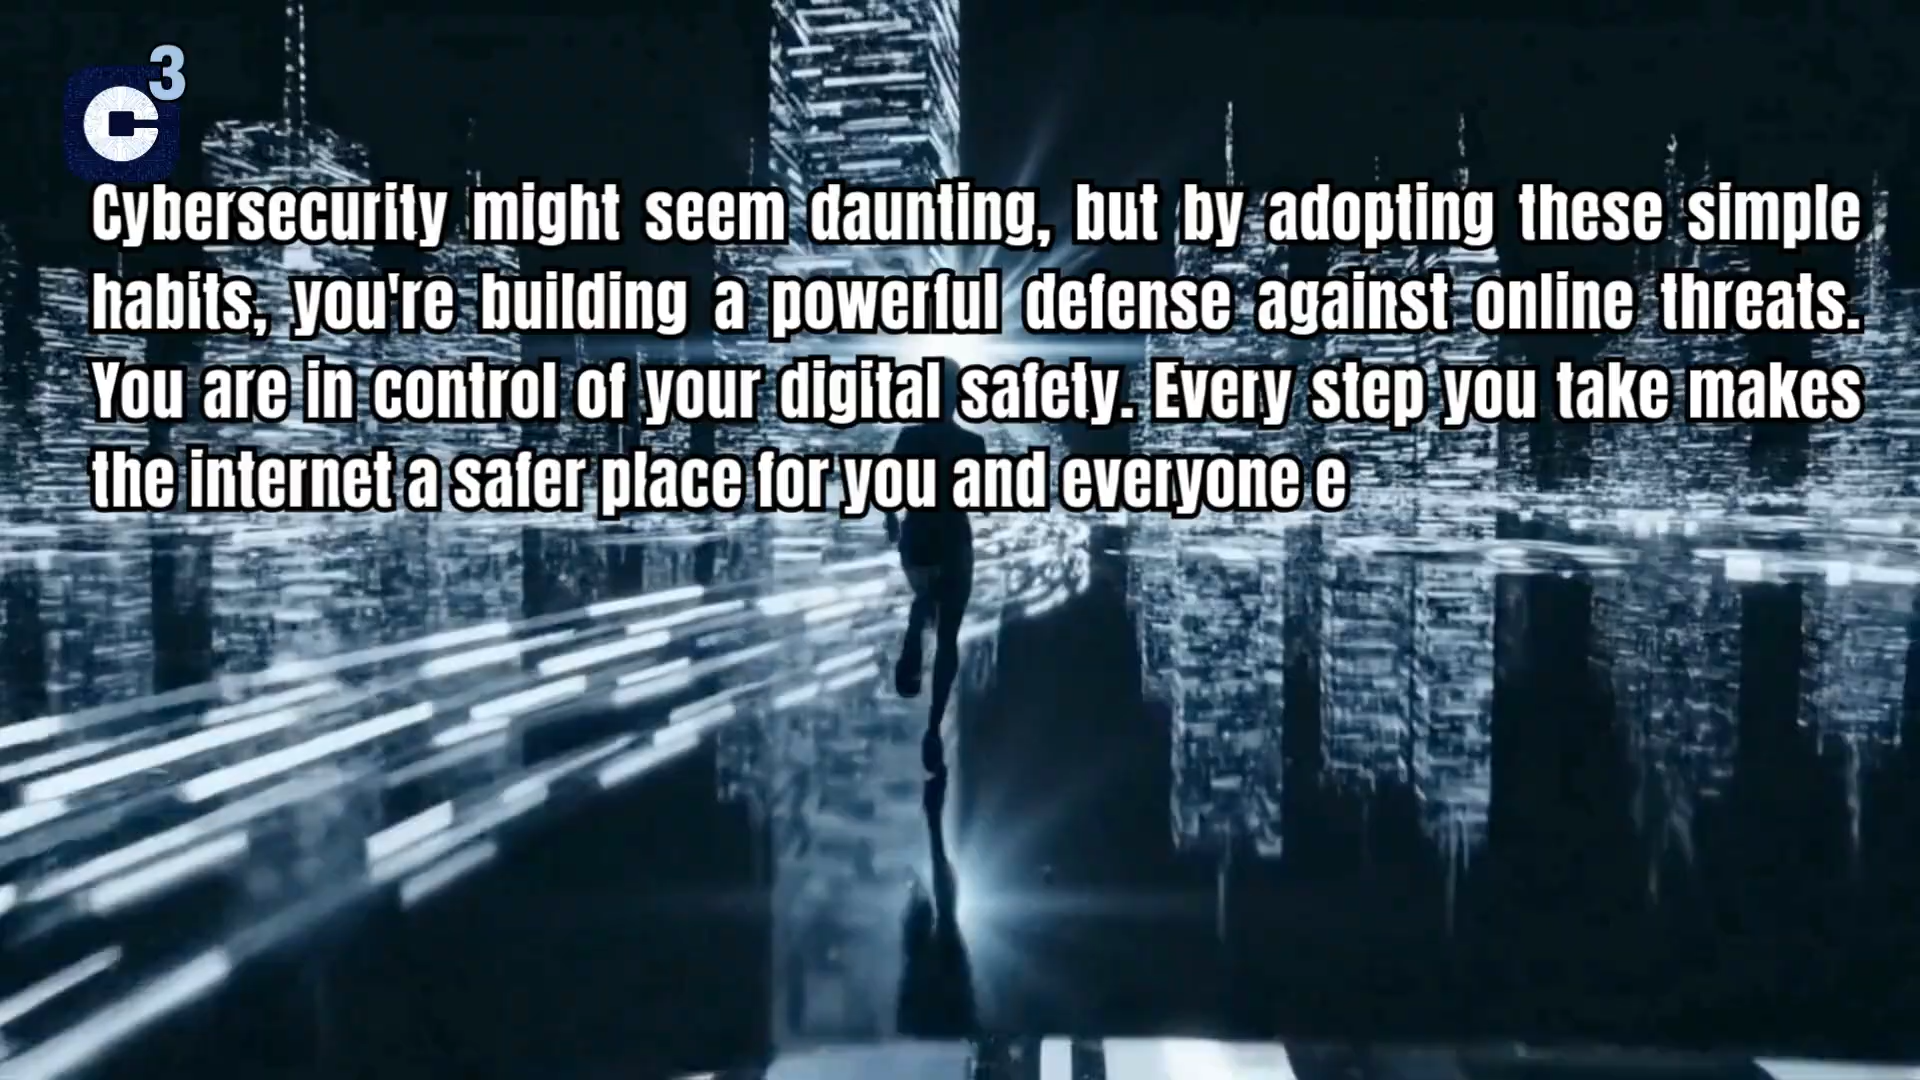 C3
Cybersecurity might seem daunting, but by adopting these simple
habits, you're building a powerful defense against online threats.
You are in control of your digital safety. Every step you take makes
the internet a safer place for you and everyone e